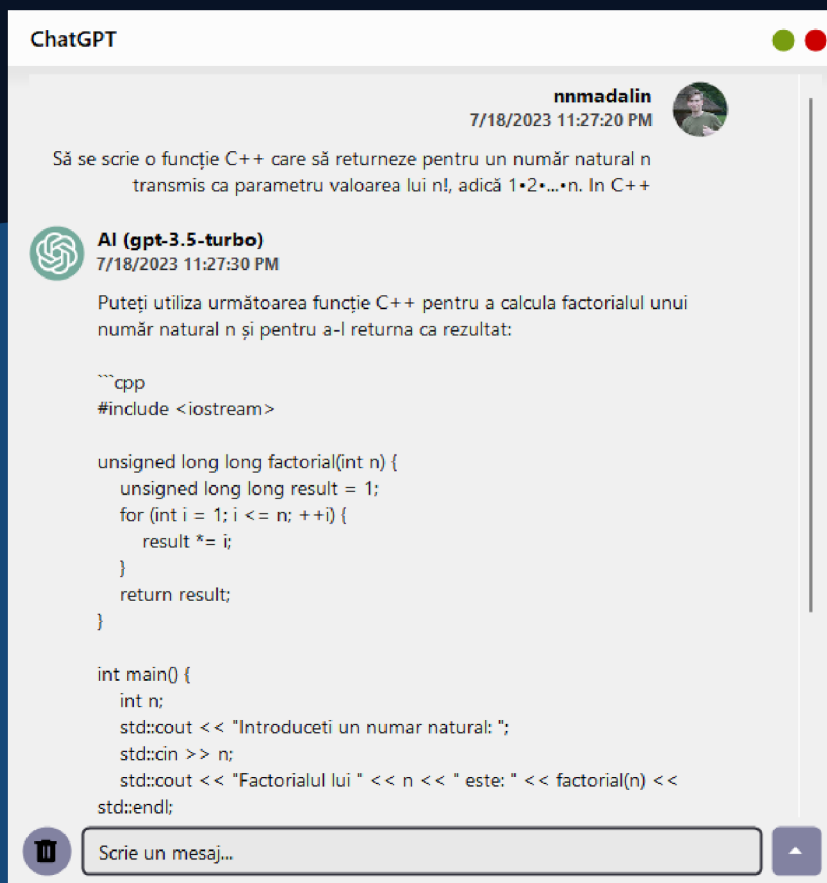 ChatGPT
nnmadalin
7/18/2023 11:27:20 PM
Să se scrie o funcție C++ care să returneze pentru un număr natural n
transmis ca parametru valoarea lui n!, adică 1•2•...•n. In C++
AI (gpt-3.5-turbo)
7/18/2023 11:27:30 PM
Puteți utiliza următoarea funcție C++ pentru a calcula factorialul unui
număr natural n și pentru a-l returna ca rezultat:
```cpp
#include <iostream>
unsigned long long factorial(int n) {
unsigned long long result = 1;
for (int i = 1; i <= n; ++i) {
result *= i;
}
return result;
}
int main() {
int n;
std::cout << "Introduceti un numar natural: ";
std::cin >> n;
std::cout << "Factorialul lui " << n << " este: " << factorial(n) <<
std::endl;
Scrie un mesaj...